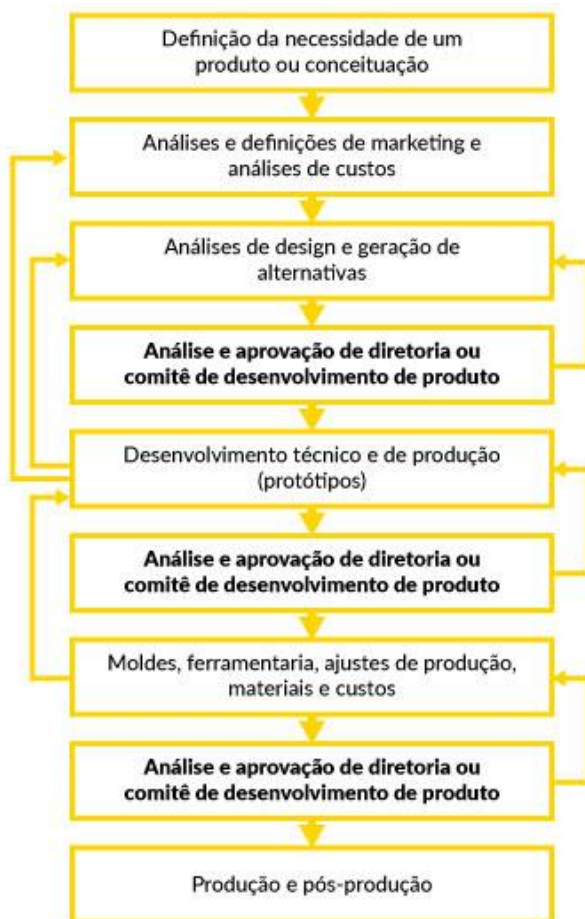 Definição da necessidade de um
produto ou conceituação
Análises e definições de marketing e
análises de custos
Análises de design e geração de
alternativas
Análise e aprovação de diretoria ou
comitê de desenvolvimento de produto
Desenvolvimento técnico e de produção
(protótipos)
Análise e aprovação de diretoria ou
comitê de desenvolvimento de produto
Moldes, ferramentaria, ajustes de produção,
materiais e custos
Análise e aprovação de diretoria ou
comitê de desenvolvimento de produto
Produção e pós-produção